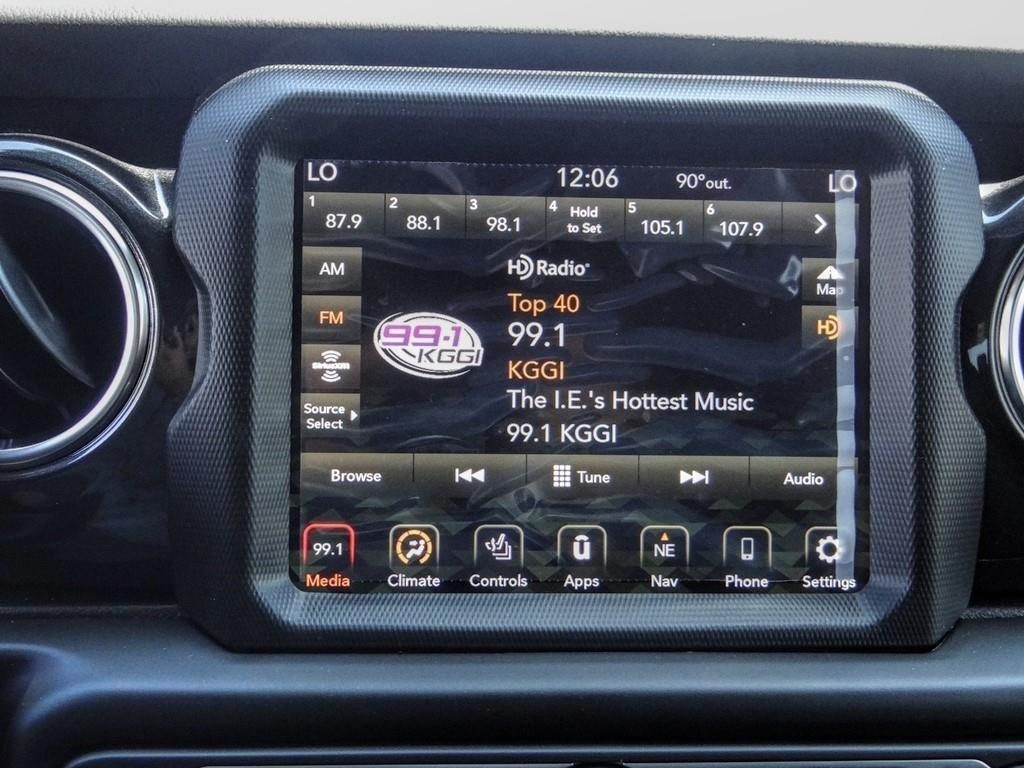 LO 12:06 90°out. LO
1 87.9 2 88.1 3 98.1 4 Hold to Set 5 105.1 6 107.9
AM
FM
SiriusXM
Source
Select
99.1
KGGI
HD Radio
Top 40
99.1
KGGI
The I.E.'s Hottest Music
99.1 KGGI
Map
HD
Browse Tune Audio
99.1 NE
Media Climate Controls Apps Nav Phone Settings